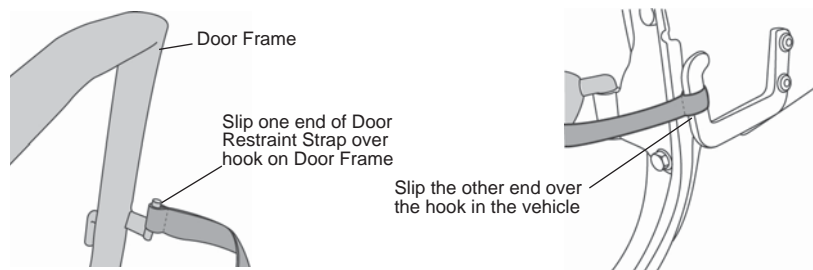 Door Frame
Slip one end of Door
Restraint Strap over
hook on Door Frame
Slip the other end over
the hook in the vehicle